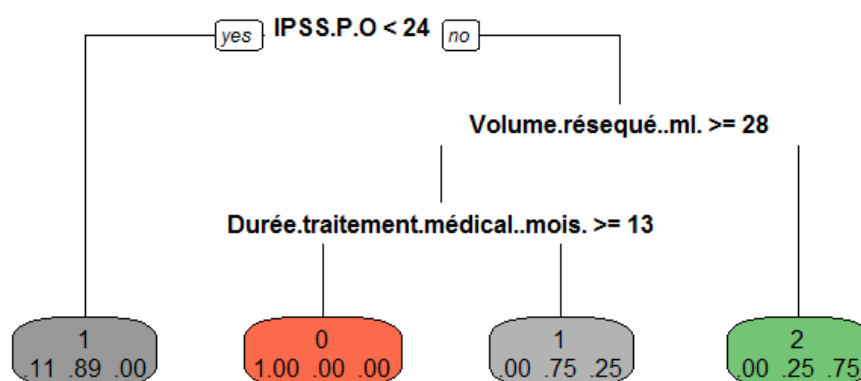 yes IPSS.P.O < 24 no
Volume.réséqué..ml. >= 28
Durée.traitement.médical..mois. >= 13
1 0 1 2
.11 .89 .00 1.00 .00 .00 .00 .75 .25 .00 .25 .75